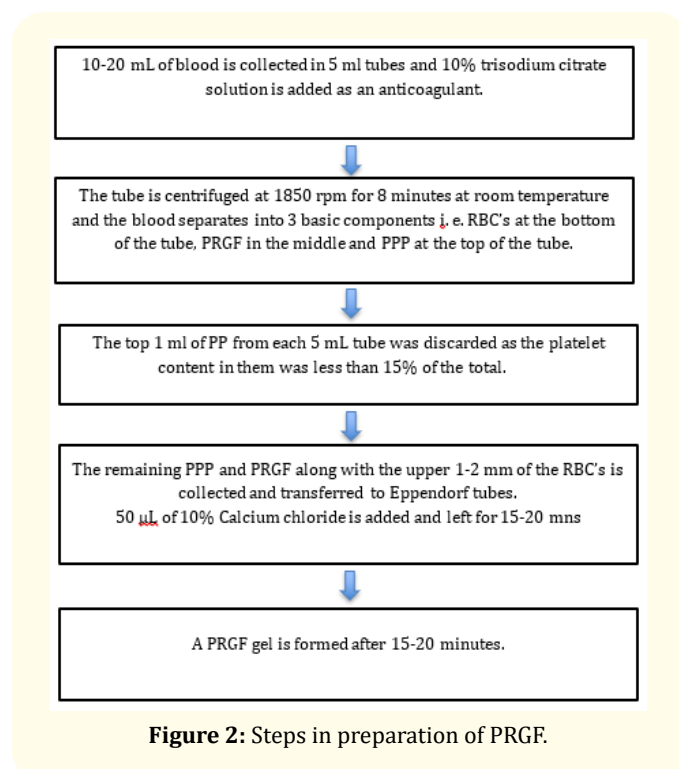 10-20 mL of blood is collected in 5 ml tubes and 10% trisodium citrate
solution is added as an anticoagulant.
The tube is centrifuged at 1850 rpm for 8 minutes at room temperature
and the blood separates into 3 basic components i. e. RBC's at the bottom
of the tube, PRGF in the middle and PPP at the top of the tube.
The top 1 ml of PP from each 5 mL tube was discarded as the platelet
content in them was less than 15% of the total.
The remaining PPP and PRGF along with the upper 1-2 mm of the RBC's is
collected and transferred to Eppendorf tubes.
50 µL of 10% Calcium chloride is added and left for 15-20 mns
A PRGF gel is formed after 15-20 minutes.
Figure 2: Steps in preparation of PRGF.